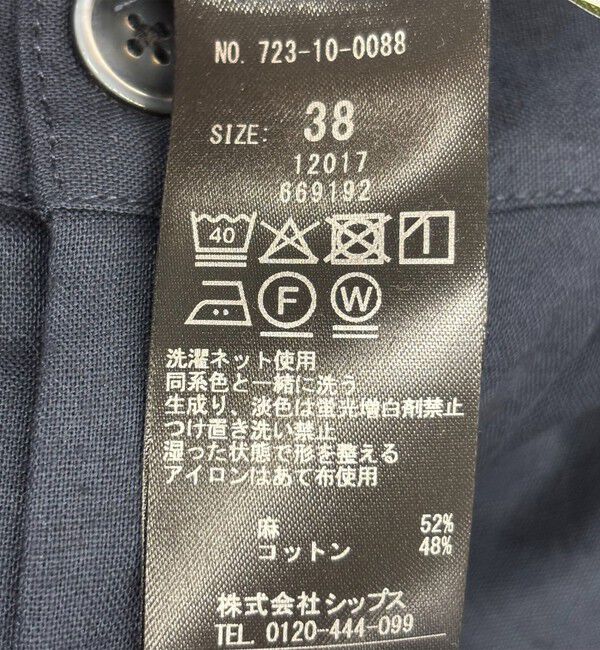 NO. 723-10-0088
SIZE: 38
12017
669192
40
F W
洗濯ネット使用
同系色と一緒に洗う
生成り、淡色は蛍光増白剤禁止
つけ置き洗い禁止
湿った状態で形を整える
アイロンはあて布使用
麻 52%
コットン 48%
株式会社シップス
TEL 0120-444-099